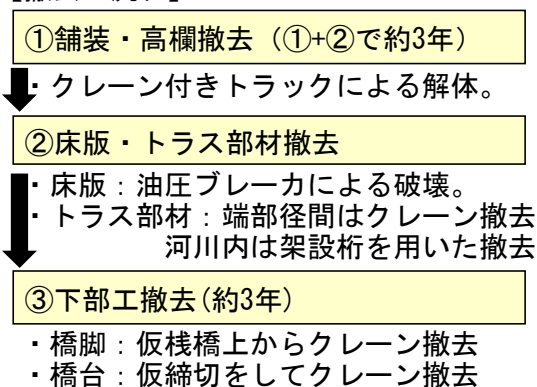 ①舗装・高欄撤去（①+②で約3年）
・クレーン付きトラックによる解体。
②床版・トラス部材撤去
・床版：油圧ブレーカによる破壊。
・トラス部材：端部径間はクレーン撤去
河川内は架設桁を用いた撤去
③下部工撤去(約3年)
・橋脚：仮桟橋上からクレーン撤去
・橋台：仮締切をしてクレーン撤去